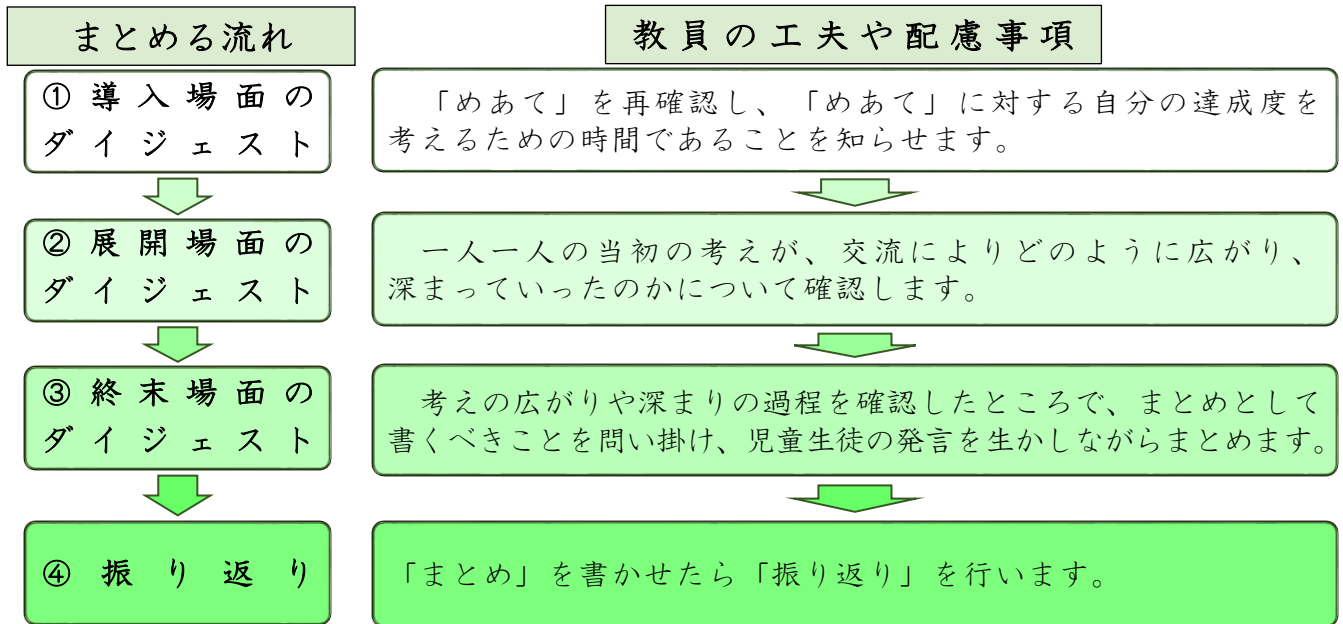 まとめる流れ
教員の工夫や配慮事項
①導入場面の
ダイジェスト
「めあて」を再確認し、「めあて」に対する自分の達成度を
考えるための時間であることを知らせます。
②展開場面の
ダイジェスト
一人一人の当初の考えが、交流によりどのように広がり、
深まっていったのかについて確認します。
③終末場面の
ダイジェスト
考えの広がりや深まりの過程を確認したところで、まとめとして
書くべきことを問い掛け、児童生徒の発言を生かしながらまとめます。
④振り返り
「まとめ」を書かせたら「振り返り」を行います。